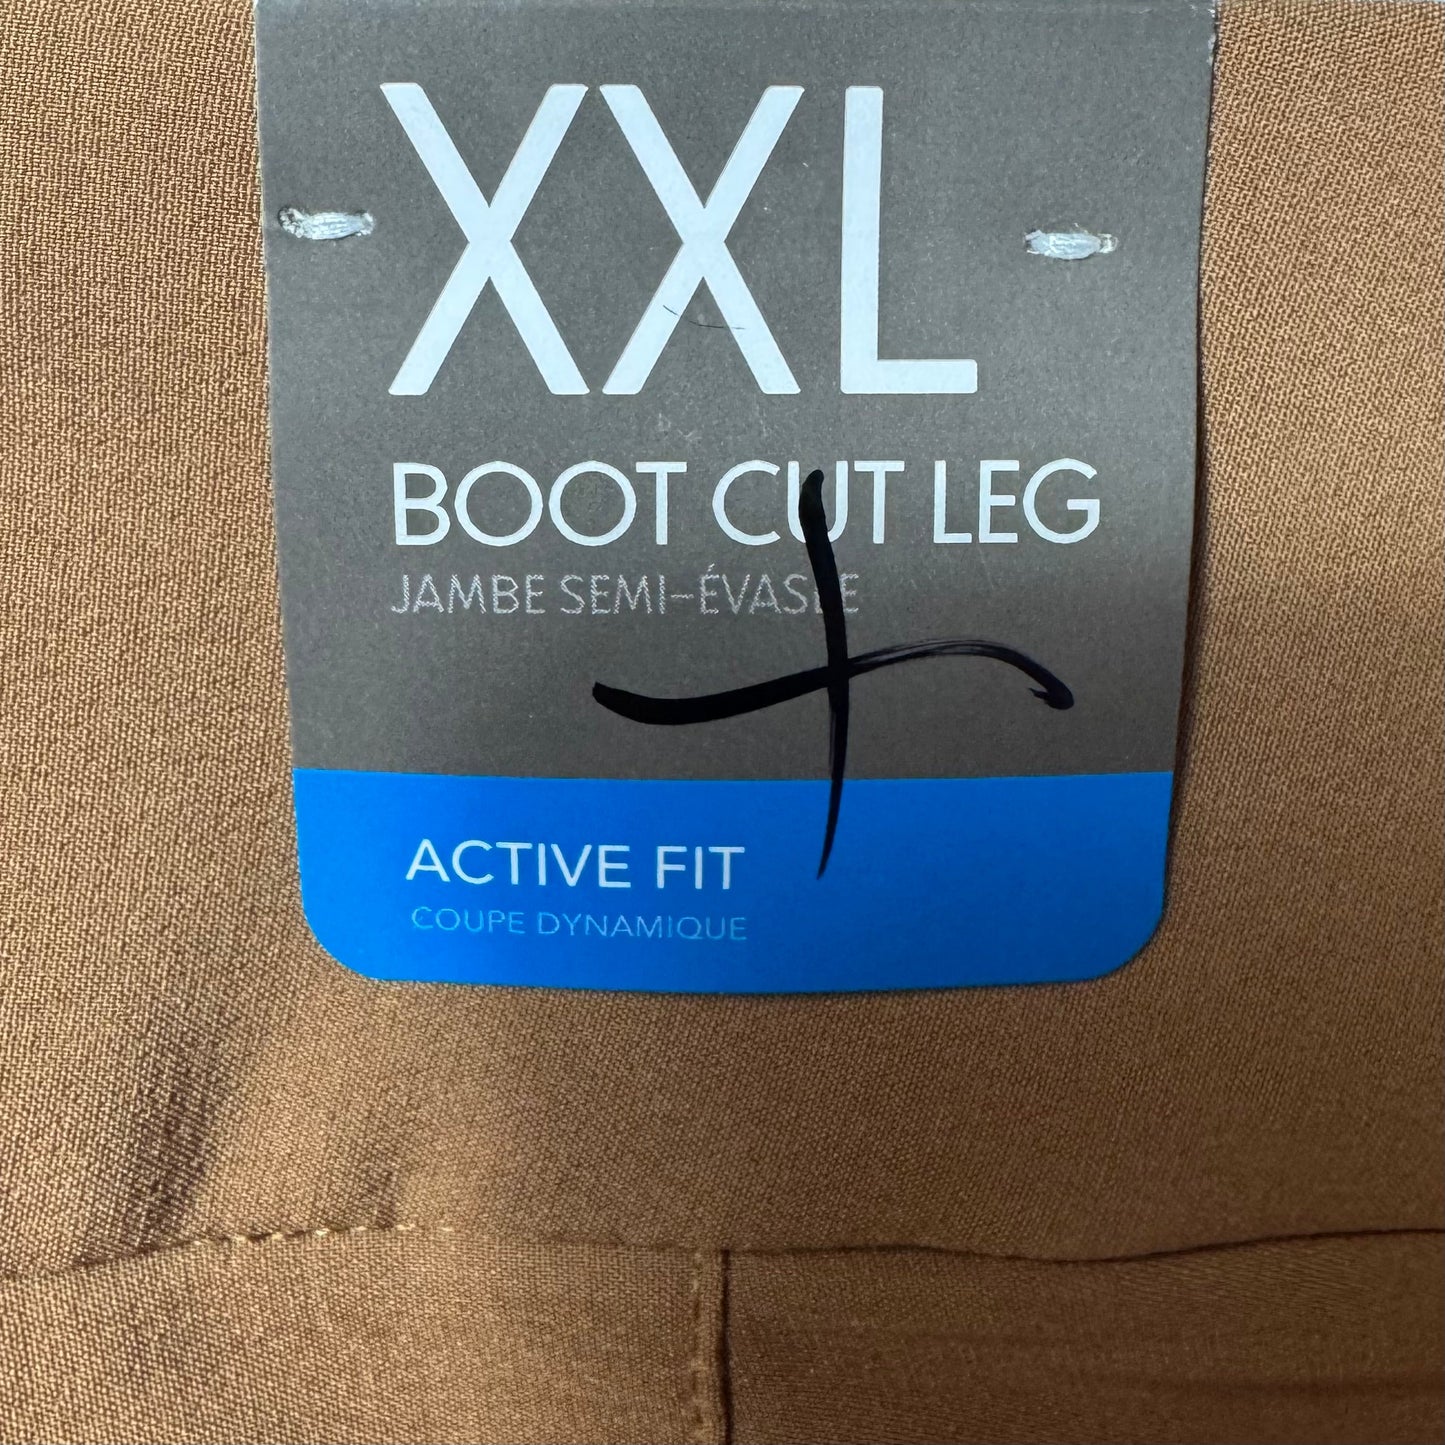 XXL
BOOT CUT LEG
JAMBE SEMI-ÉVASÉE
ACTIVE FIT
COUPE DYNAMIQUE